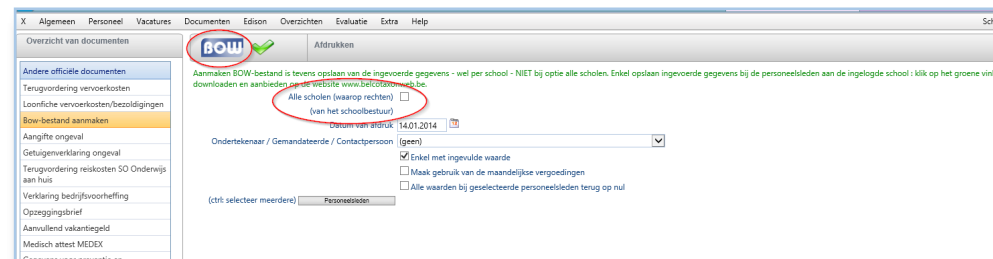 X Algemeen Personeel Vacatures Documenten Edison Overzichten Evaluatie Extra Help
Overzicht van documenten
BOW
Afdrukken
Andere officiële documenten
Terugvordering vervoerkosten
Loonfiche vervoerkosten/bezoldigingen
Bow-bestand aanmaken
Aangifte ongeval
Getuigenverklaring ongeval
Terugvordering reiskosten SO Onderwijs
aan huis
Verklaring bedrijfsvoorheffing
Opzeggingsbrief
Aanvullend vakantiegeld
Medisch attest MEDEX
Aanmaken BOW-bestand is tevens opslaan van de ingevoerde gegevens - wel per school - NIET bij optie alle scholen. Enkel opslaan ingevoerde gegevens bij de personeelsleden aan de ingelogde school : klik op het groene
downloaden en aanbieden op de website www.belcotaxonweb.be.
Alle scholen (waarop rechten)
(van het schoolbestuur)
Datum van afdruk 14.01.2014
Ondertekenaar / Gemandateerde / Contactpersoon (geen)
Enkel met ingevulde waarde
Maak gebruik van de maandelijkse vergoedingen
Alle waarden bij geselecteerde personeelsleden terug op nul
(ctrl: selecteer meerdere) Personeelsleden